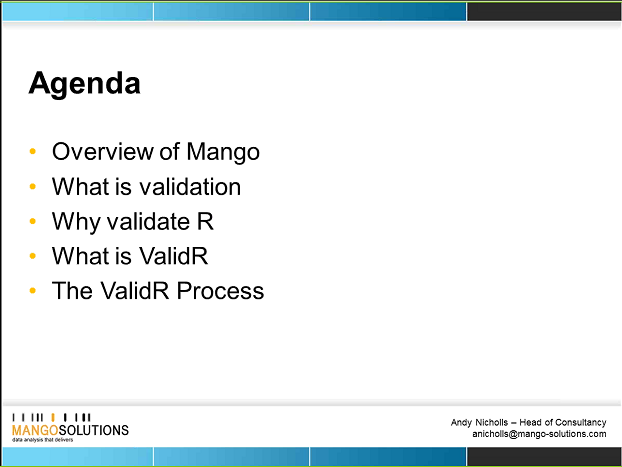 Agenda
• Overview of Mango
• What is validation
• Why validate R
• What is ValidR
• The ValidR Process
MANGOSOLUTIONS
data analysis that delivers
Andy Nicholls – Head of Consultancy
anicholls@mango-solutions.com